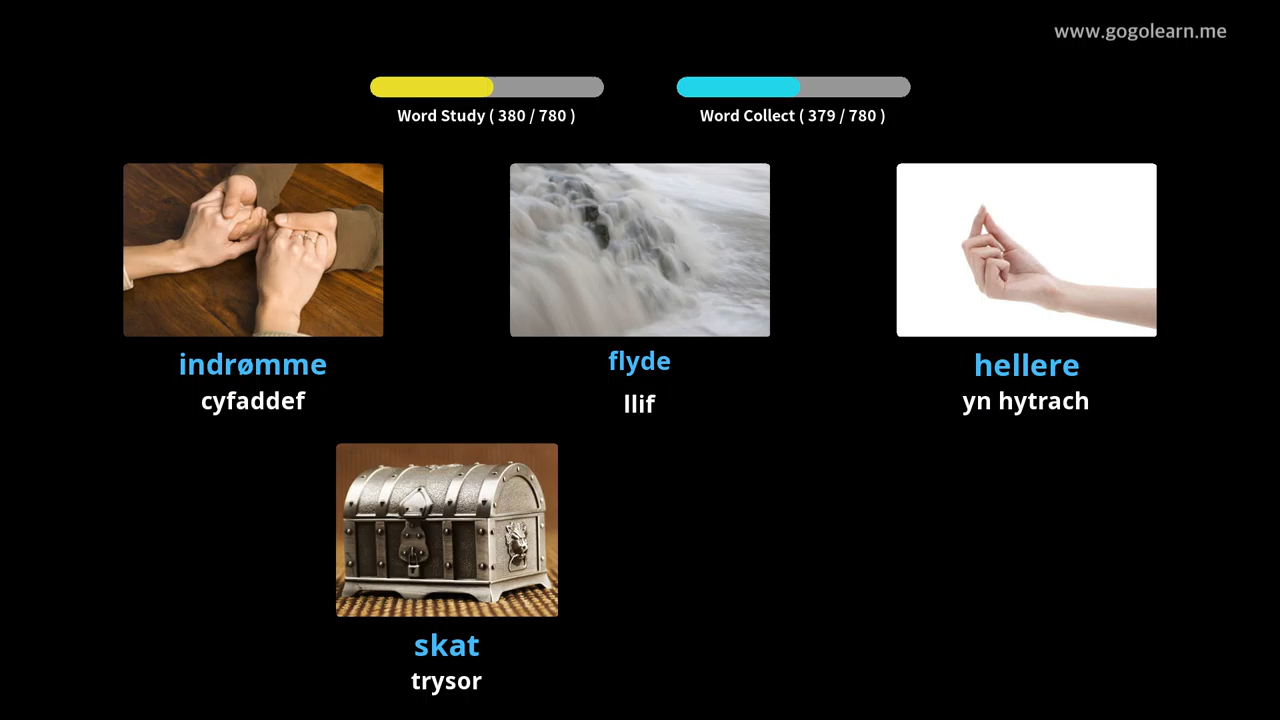 www.gogolearn.me
Word Study ( 380 / 780 )
Word Collect ( 379 / 780 )
indrømme
cyfaddef
flyde
llif
hellere
yn hytrach
skat
trysor